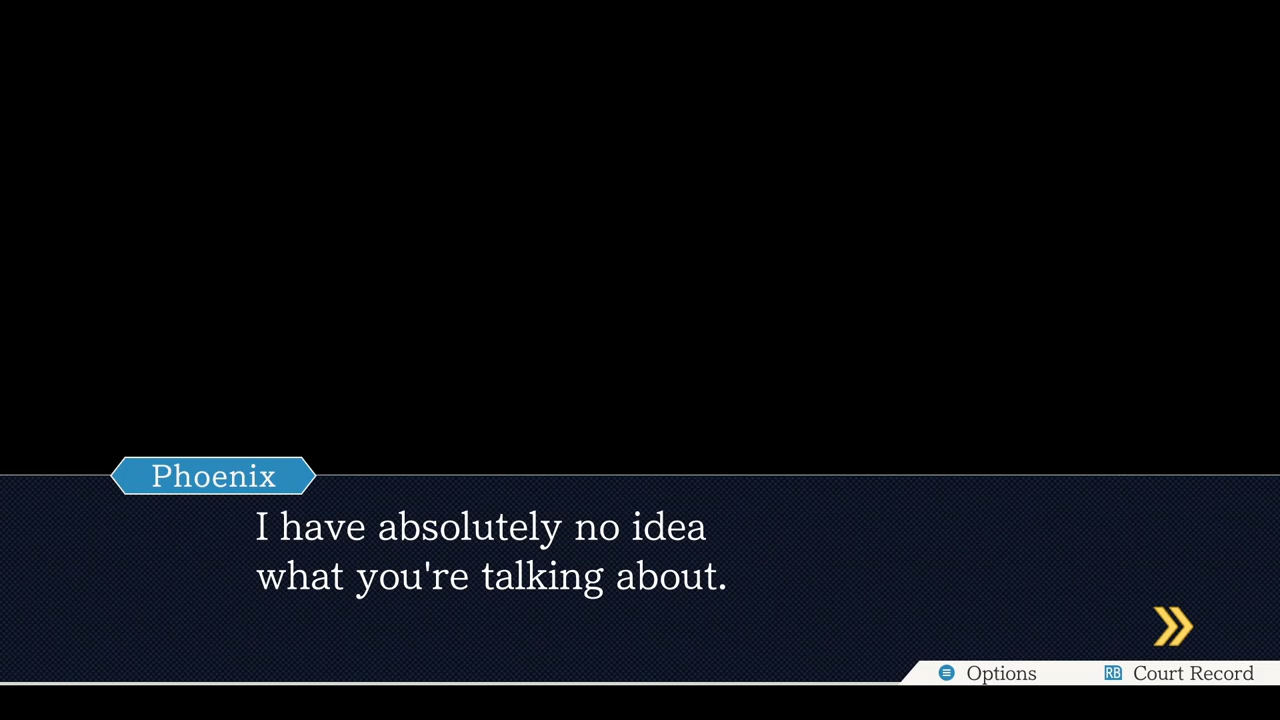 Phoenix
I have absolutely no idea
what you're talking about.
Options
RB Court Record